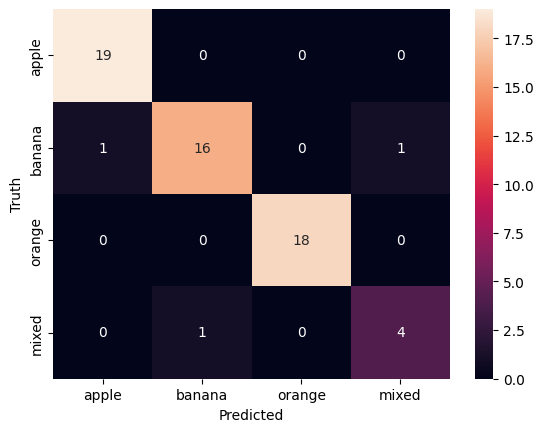 apple 19 0 0 0
banana 1 16 0 1
orange 0 0 18 0
mixed 0 1 0 4
Truth
apple banana orange mixed
Predicted
17.5
15.0
12.5
10.0
7.5
5.0
2.5
0.0